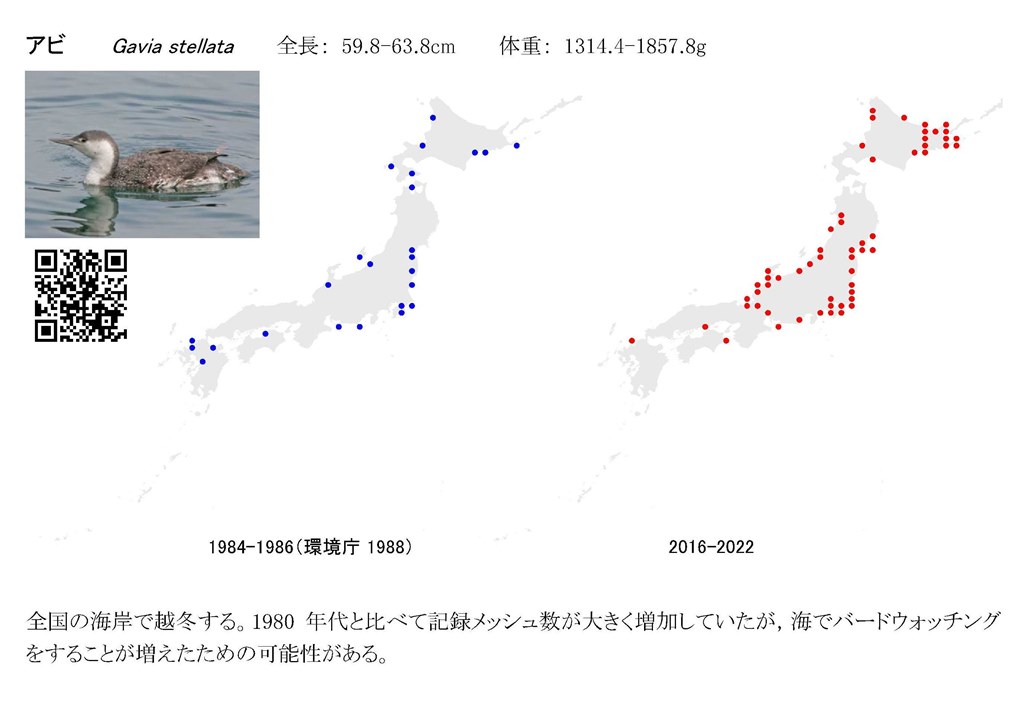 アビ Gavia stellata 全長： 59.8-63.8cm 体重： 1314.4-1857.8g
1984-1986（環境庁 1988） 2016-2022
全国の海岸で越冬する。1980 年代と比べて記録メッシュ数が大きく増加していたが，海でバードウォッチング
をすることが増えたための可能性がある。